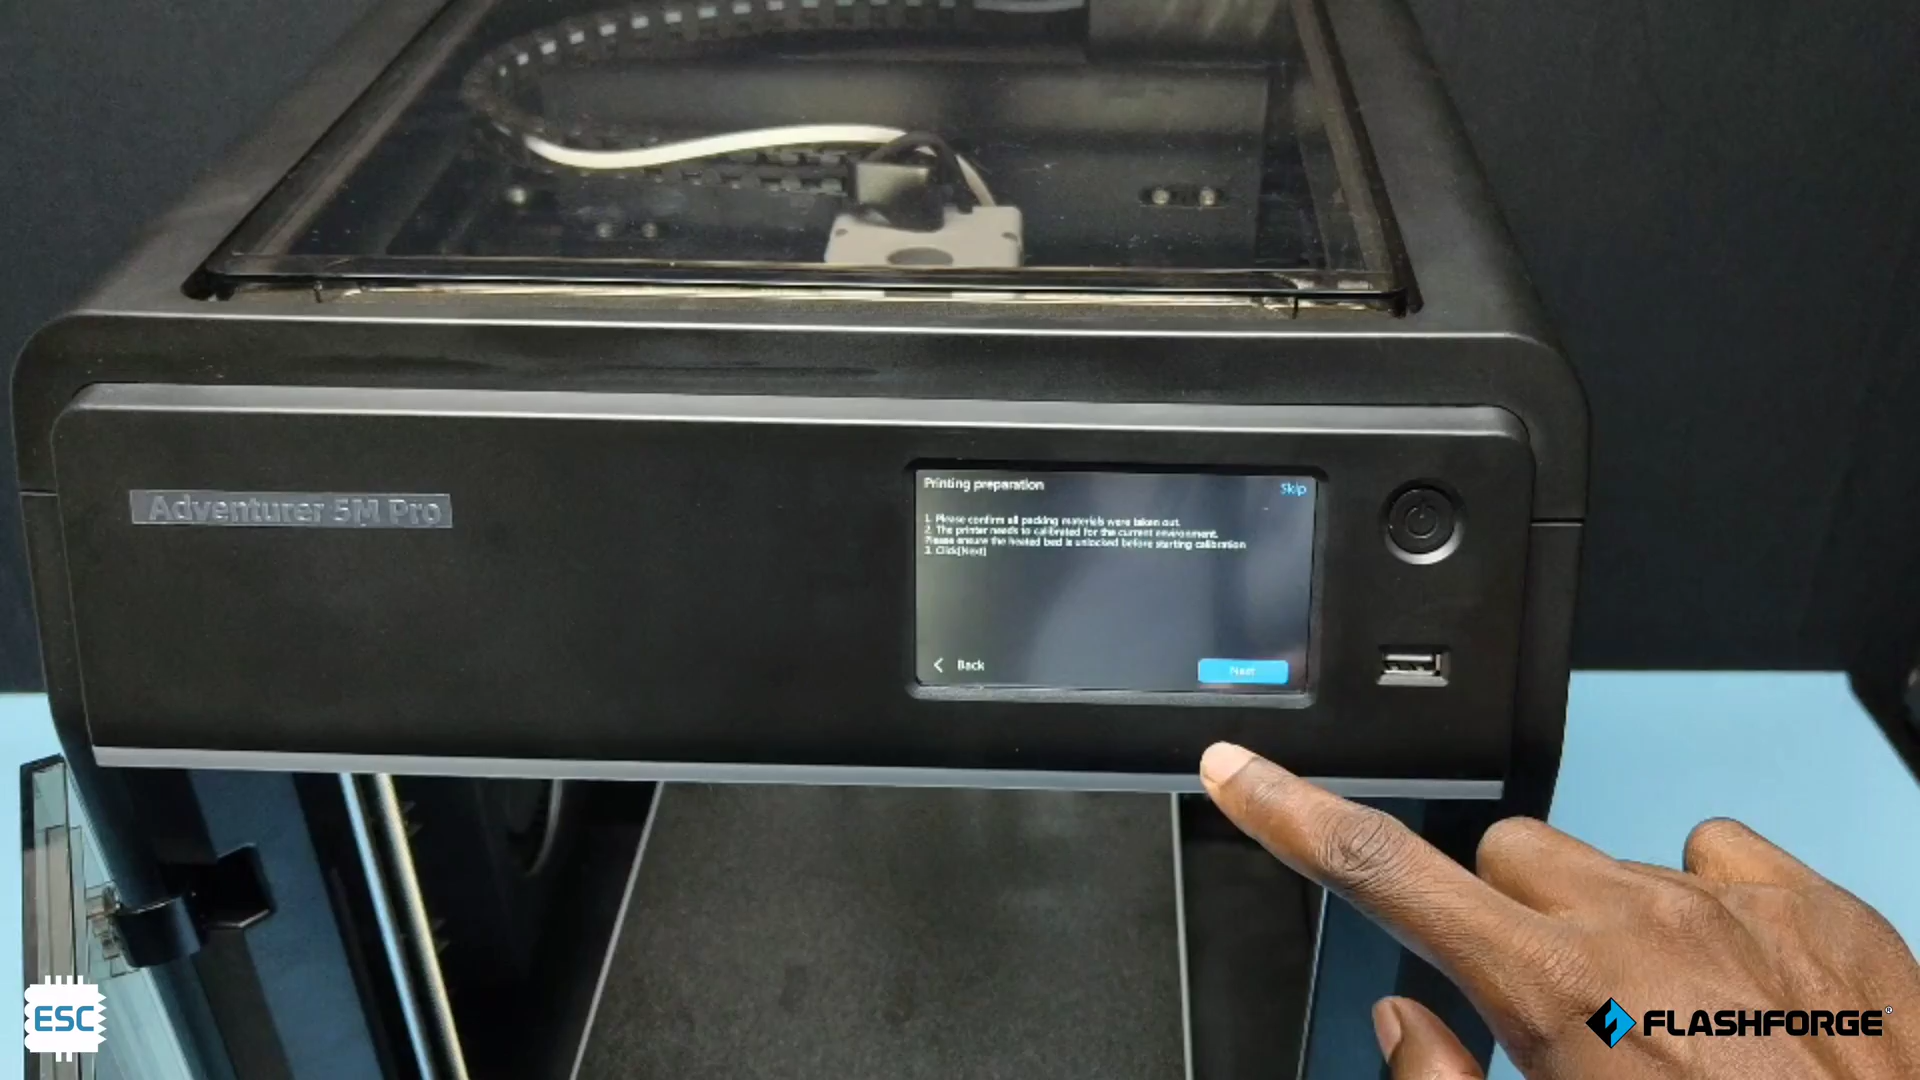 Adventurer 5M Pro
Printing preparation
Skip
1. Please confirm all packing materials were taken out.
2. The printer needs to calibrated for the current environment.
Please ensure the heated bed is unlocked before starting calibration
3. Click[Next]
Back
Next
ESC
FLASHFORGE®